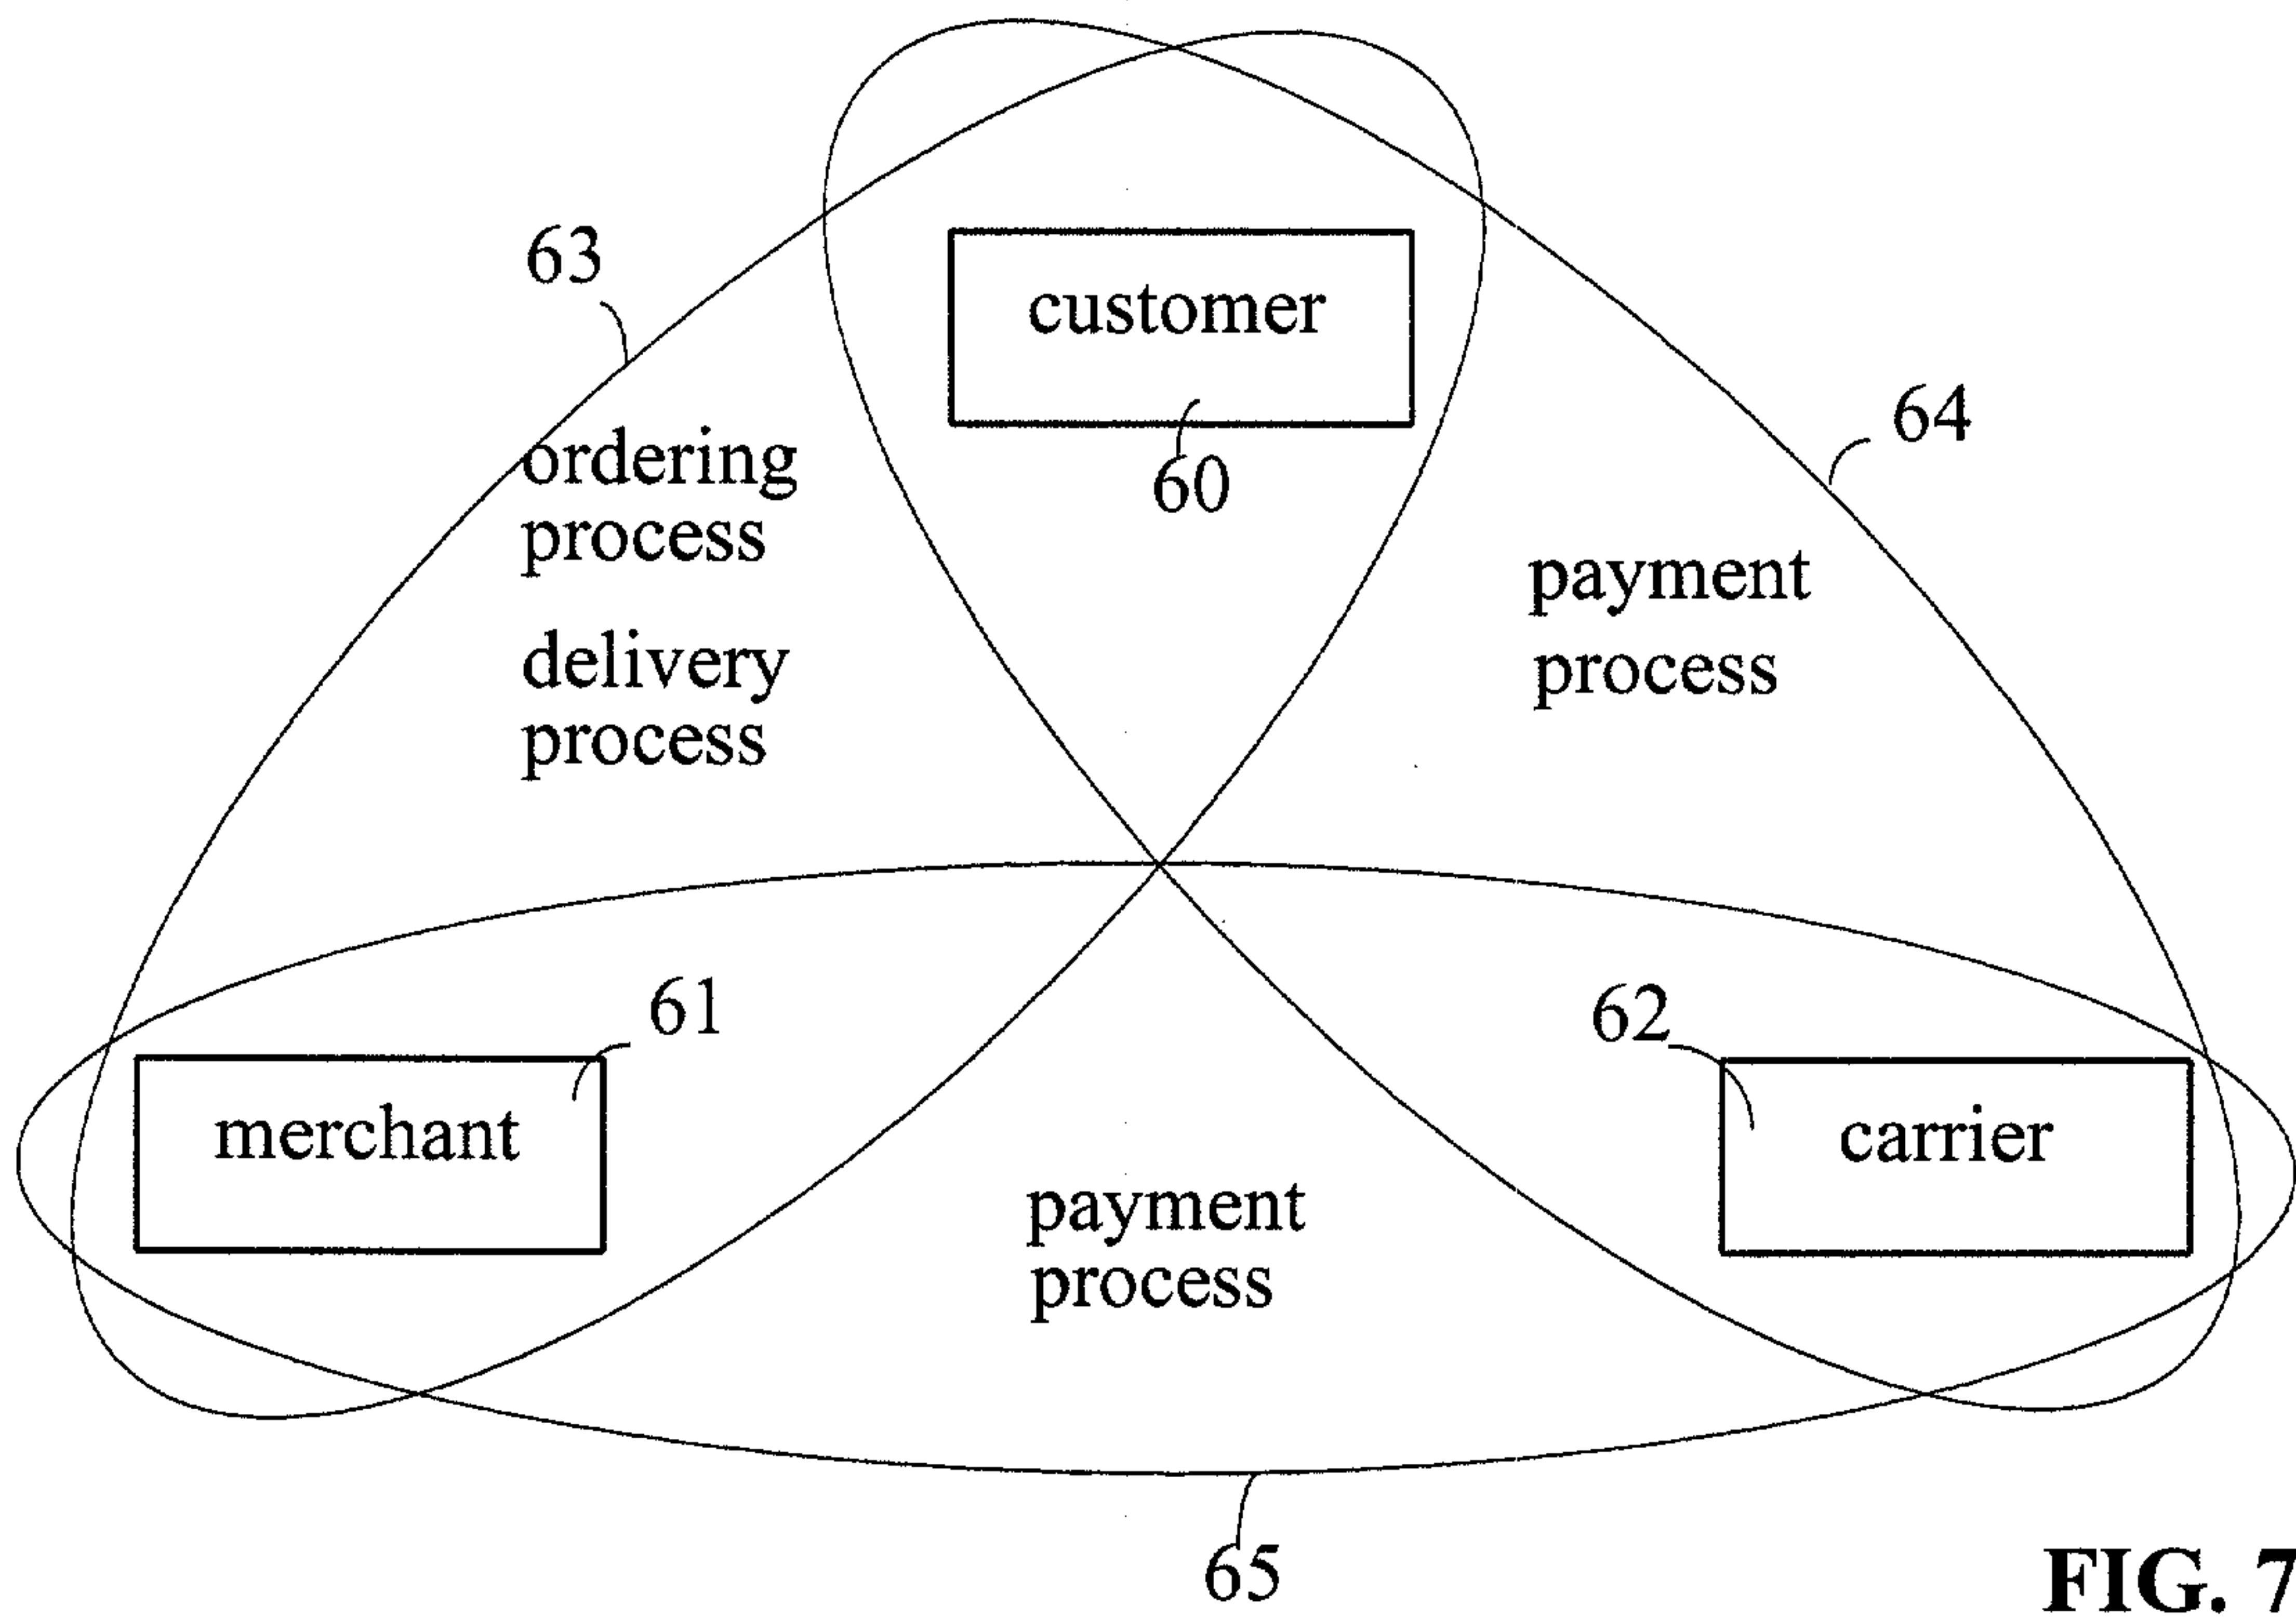 63
customer
64
ordering
process
60
payment
process
delivery
process
61
62
merchant
carrier
payment
process
65
FIG. 7